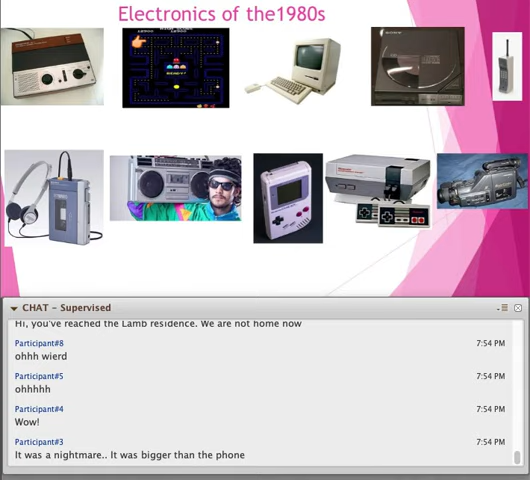 Electronics of the1980s
READY!
SONY
CHAT – Supervised
Hi, you've reached the Lamb residence. We are not home now
Participant#8 7:54 PM
ohhh wierd
Participant#5 7:54 PM
ohhhhh
Participant#4 7:54 PM
Wow!
Participant#3 7:54 PM
It was a nightmare.. It was bigger than the phone